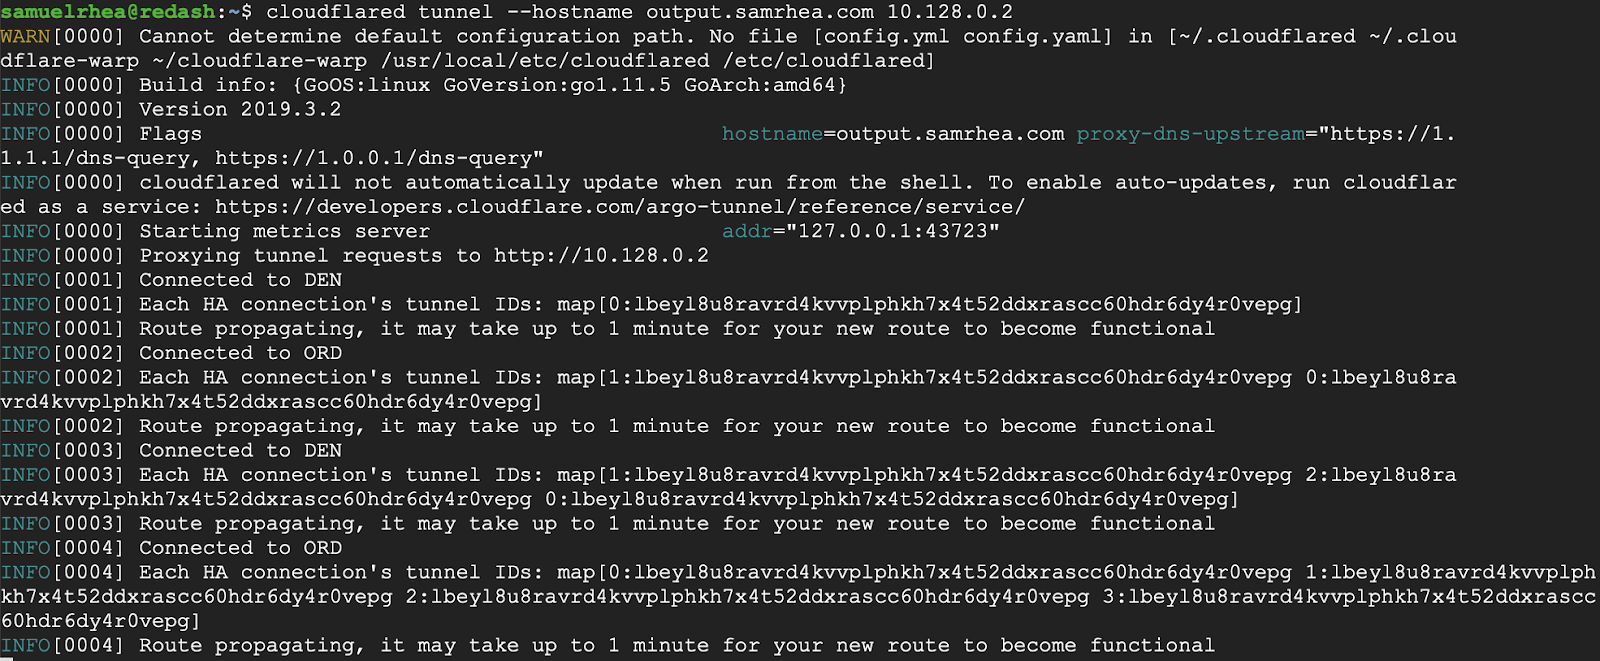 samuelrhea@redash:~$ cloudflared tunnel --hostname output.samrhea.com 10.128.0.2
WARN[0000] Cannot determine default configuration path. No file [config.yml config.yaml] in [~/.cloudflared ~/.clou
dflare-warp ~/cloudflare-warp /usr/local/etc/cloudflared /etc/cloudflared]
INFO[0000] Build info: {GoOS:linux GoVersion:go1.11.5 GoArch:amd64}
INFO[0000] Version 2019.3.2
INFO[0000] Flags hostname=output.samrhea.com proxy-dns-upstream="https://1.
1.1.1/dns-query, https://1.0.0.1/dns-query"
INFO[0000] cloudflared will not automatically update when run from the shell. To enable auto-updates, run cloudflar
ed as a service: https://developers.cloudflare.com/argo-tunnel/reference/service/
INFO[0000] Starting metrics server addr="127.0.0.1:43723"
INFO[0000] Proxying tunnel requests to http://10.128.0.2
INFO[0001] Connected to DEN
INFO[0001] Each HA connection's tunnel IDs: map[0:lbeyl8u8ravrd4kvvplphkh7x4t52ddxrascc60hdr6dy4r0vepg]
INFO[0001] Route propagating, it may take up to 1 minute for your new route to become functional
INFO[0002] Connected to ORD
INFO[0002] Each HA connection's tunnel IDs: map[1:lbeyl8u8ravrd4kvvplphkh7x4t52ddxrascc60hdr6dy4r0vepg 0:lbeyl8u8ra
vrd4kvvplphkh7x4t52ddxrascc60hdr6dy4r0vepg]
INFO[0002] Route propagating, it may take up to 1 minute for your new route to become functional
INFO[0003] Connected to DEN
INFO[0003] Each HA connection's tunnel IDs: map[1:lbeyl8u8ravrd4kvvplphkh7x4t52ddxrascc60hdr6dy4r0vepg 2:lbeyl8u8ra
vrd4kvvplphkh7x4t52ddxrascc60hdr6dy4r0vepg 0:lbeyl8u8ravrd4kvvplphkh7x4t52ddxrascc60hdr6dy4r0vepg]
INFO[0003] Route propagating, it may take up to 1 minute for your new route to become functional
INFO[0004] Connected to ORD
INFO[0004] Each HA connection's tunnel IDs: map[0:lbeyl8u8ravrd4kvvplphkh7x4t52ddxrascc60hdr6dy4r0vepg 1:lbeyl8u8ravrd4kvvplph
kh7x4t52ddxrascc60hdr6dy4r0vepg 2:lbeyl8u8ravrd4kvvplphkh7x4t52ddxrascc60hdr6dy4r0vepg 3:lbeyl8u8ravrd4kvvplphkh7x4t52ddxrascc
60hdr6dy4r0vepg]
INFO[0004] Route propagating, it may take up to 1 minute for your new route to become functional